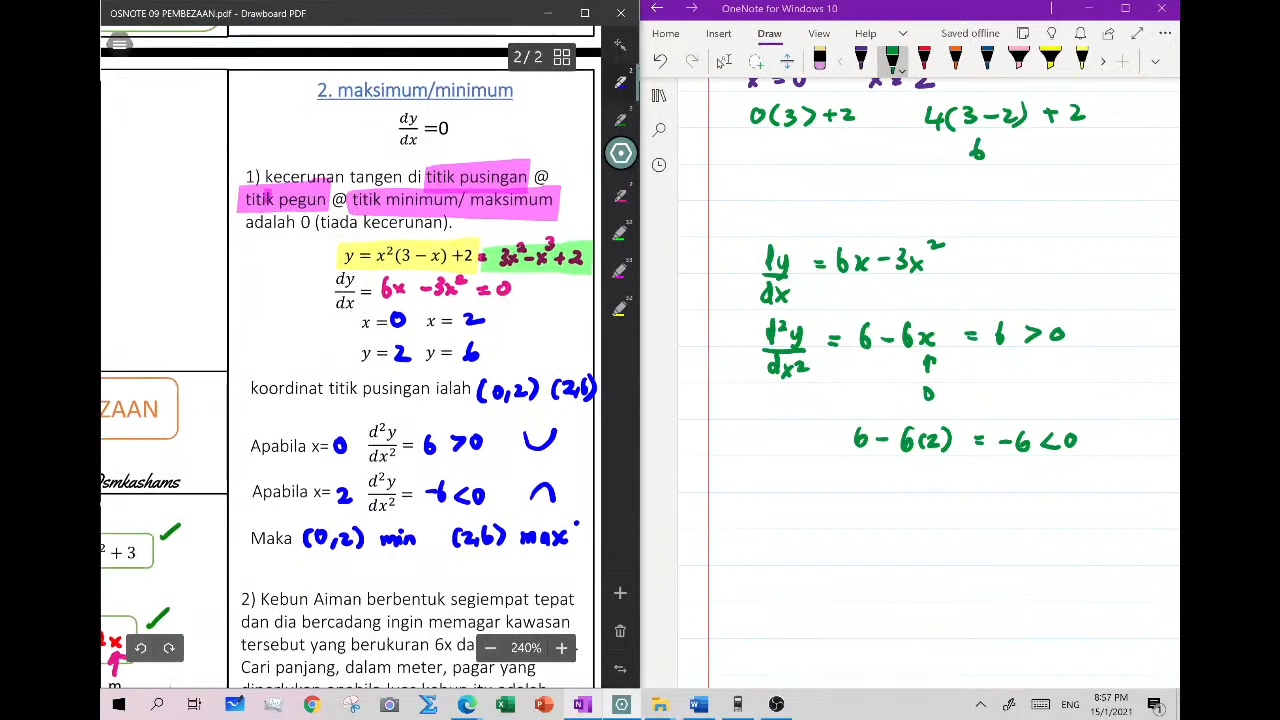 OSNOTE 09 PEMBEZAAN.pdf - Drawboard PDF
2/2
2. maksimum/minimum
dy/dx =0
1) kecerunan tangen di titik pusingan @
titik pegun @ titik minimum/ maksimum
adalah 0 (tiada kecerunan).
y = x²(3 − x) +2 = 3x² - x³ + 2
dy/dx = 6x - 3x² = 0
x = 0 x = 2
y = 2 y = 6
koordinat titik pusingan ialah (0,2) (2,6)
Apabila x= 0 d²y/dx² = 6 >0
Apabila x= 2 d²y/dx² = -6 <0
Maka (0,2) min (2,6) max
2) Kebun Aiman berbentuk segiempat tepat
dan dia bercadang ingin memagar kawasan
tersebut yang berukuran 6x da
Cari panjang, dalam meter, pagar yang
ZAAN
smkashams
² + 3
x
m
240%
OneNote for Windows 10
Home Insert Draw View Help Saved offline
x = 0 x = 2
0(3) +2 4(3-2) + 2
6
dy/dx = 6x - 3x²
d²y/dx² = 6 - 6x = 6 > 0
0
6 - 6(2) = -6 < 0
8:57 PM
15/1/2021